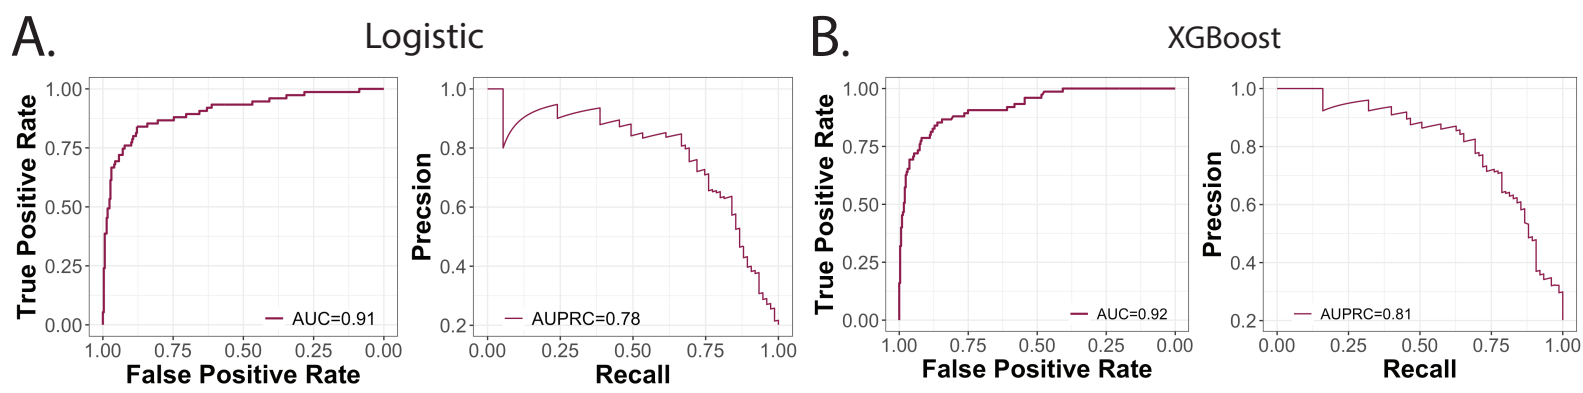 A.
Logistic
1.00
0.75
0.50
0.25
0.00
True Positive Rate
AUC=0.91
1.00 0.75 0.50 0.25 0.00
False Positive Rate
1.0
0.8
0.6
0.4
0.2
Precsion
AUPRC=0.78
0.00 0.25 0.50 0.75 1.00
Recall
B.
XGBoost
1.00
0.75
0.50
0.25
0.00
True Positive Rate
AUC=0.92
1.00 0.75 0.50 0.25 0.00
False Positive Rate
1.0
0.8
0.6
0.4
0.2
Precsion
AUPRC=0.81
0.00 0.25 0.50 0.75 1.00
Recall